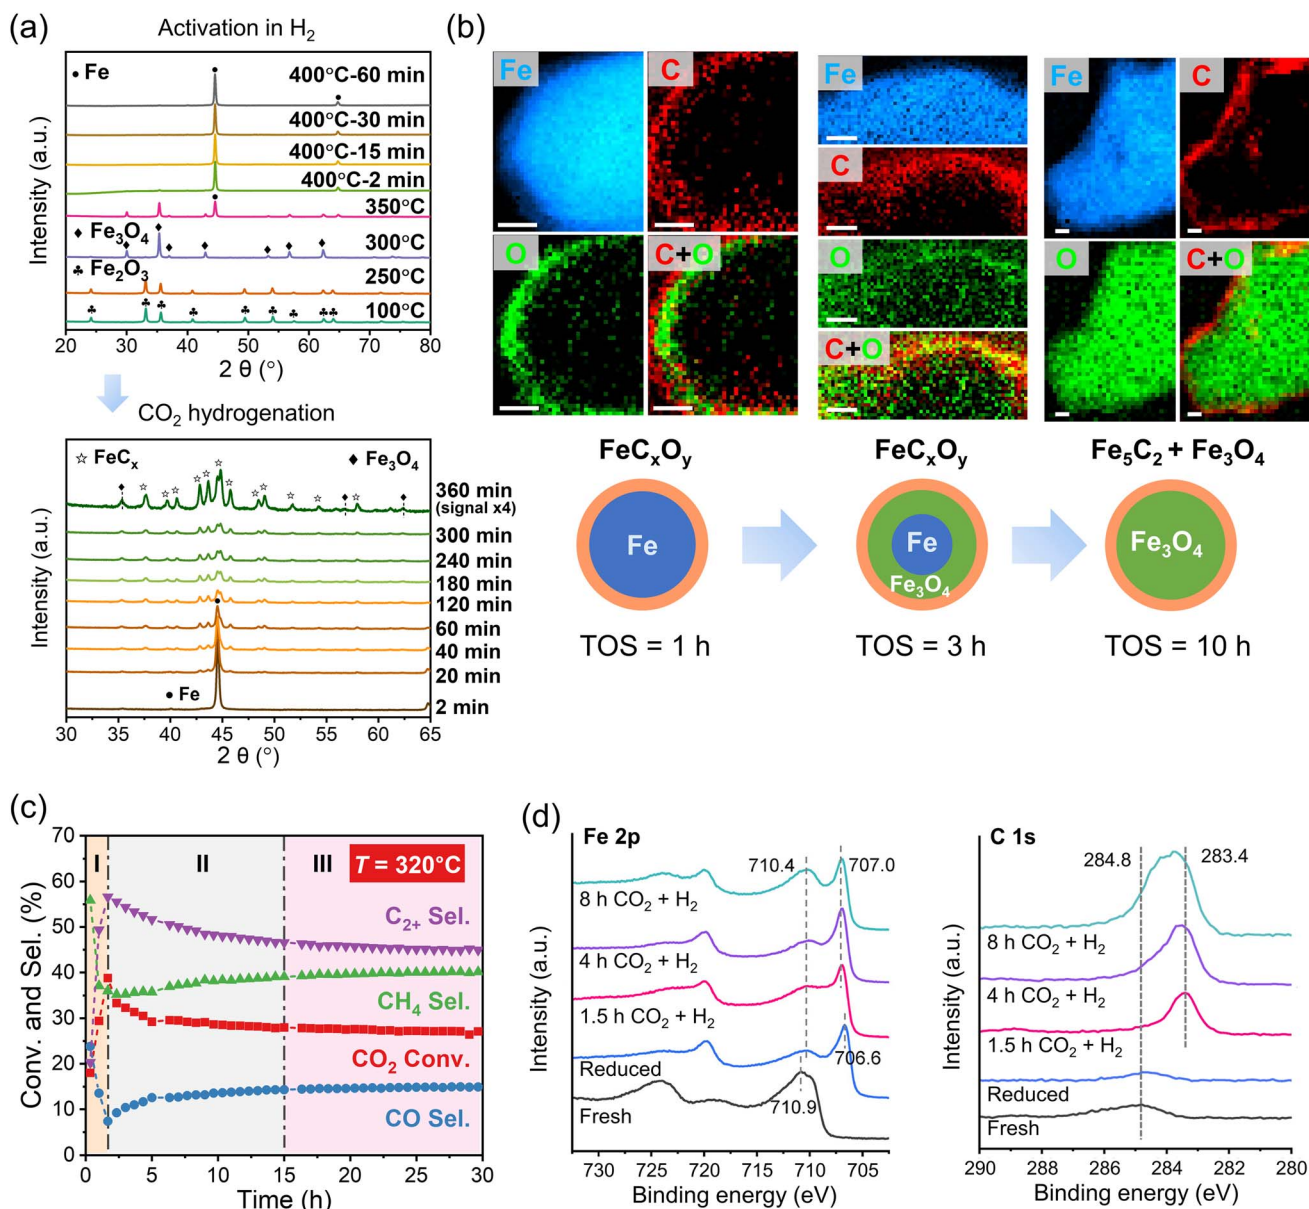 (a)
Activation in H₂
• Fe
400°C-60 min
400°C-30 min
400°C-15 min
400°C-2 min
350°C
♦ Fe₃O₄
300°C
♣ Fe₂O₃
250°C
100°C
Intensity (a.u.)
20 30 40 50 60 70 80
2 θ (°)
CO₂ hydrogenation
☆ FeCₓ
♦ Fe₃O₄
360 min
(signal x4)
300 min
240 min
180 min
120 min
60 min
40 min
20 min
• Fe
2 min
Intensity (a.u.)
30 35 40 45 50 55 60 65
2 θ (°)
(b)
Fe
C
O
C+O
Fe
C
O
C+O
Fe
C
O
C+O
FeCₓOᵧ
FeCₓOᵧ
Fe₅C₂ + Fe₃O₄
Fe
Fe
Fe₃O₄
Fe₃O₄
TOS = 1 h
TOS = 3 h
TOS = 10 h
(c)
Conv. and Sel. (%)
70
60
50
40
30
20
10
0
I
II
III
T = 320°C
C₂₊ Sel.
CH₄ Sel.
CO₂ Conv.
CO Sel.
0 5 10 15 20 25 30
Time (h)
(d)
Fe 2p
710.4
707.0
8 h CO₂ + H₂
4 h CO₂ + H₂
1.5 h CO₂ + H₂
706.6
Reduced
710.9
Fresh
Intensity (a.u.)
730 725 720 715 710 705
Binding energy (eV)
C 1s
284.8
283.4
8 h CO₂ + H₂
4 h CO₂ + H₂
1.5 h CO₂ + H₂
Reduced
Fresh
Intensity (a.u.)
290 288 286 284 282 280
Binding energy (eV)